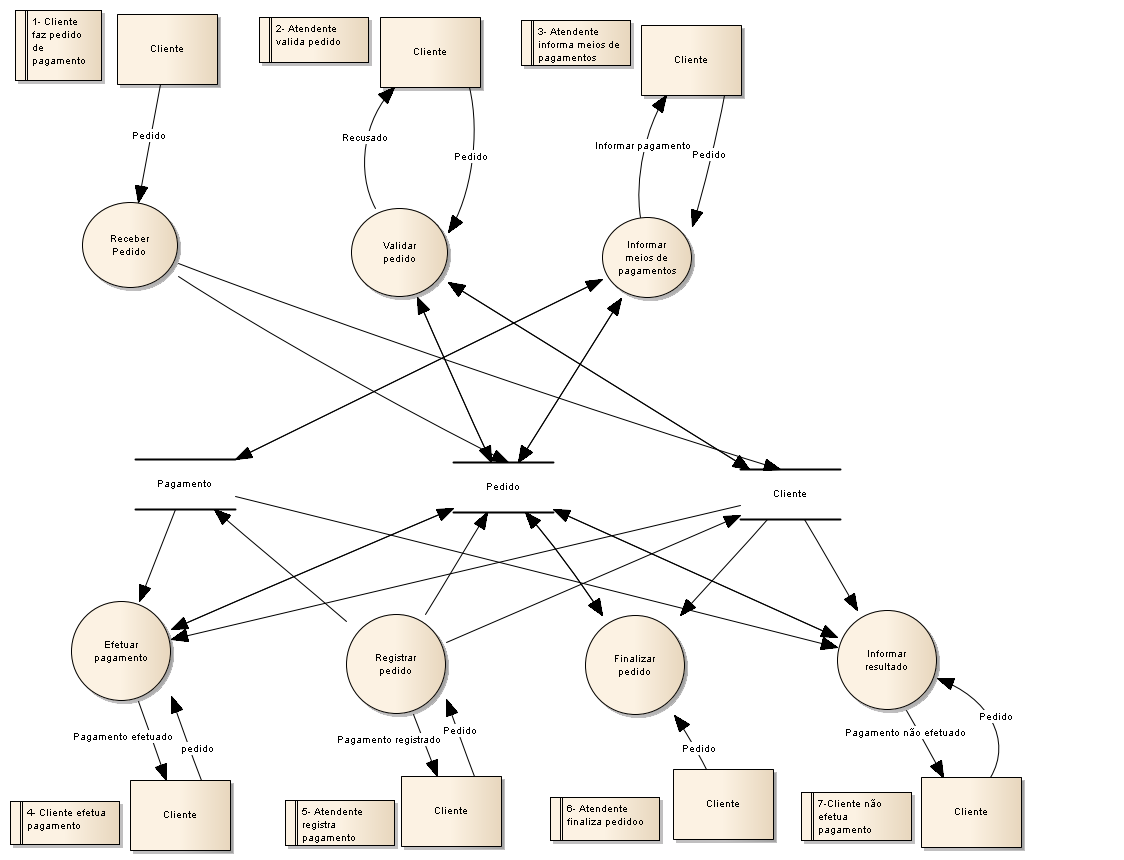 1- Cliente
faz pedido
de
pagamento
Cliente
2- Atendente
valida pedido
Cliente
3- Atendente
informa meios de
pagamentos
Cliente
Pedido
Recusado
Pedido
Informar pagamento
Pedido
Receber
Pedido
Validar
pedido
Informar
meios de
pagamentos
Pagamento
Pedido
Cliente
Efetuar
pagamento
Registrar
pedido
Finalizar
pedido
Informar
resultado
Pagamento efetuado
pedido
Pagamento registrado
Pedido
Pedido
Pagamento não efetuado
Pedido
4- Cliente efetua
pagamento
Cliente
5- Atendente
registra
pagamento
Cliente
6- Atendente
finaliza pedidoo
Cliente
7-Cliente não
efetua
pagamento
Cliente